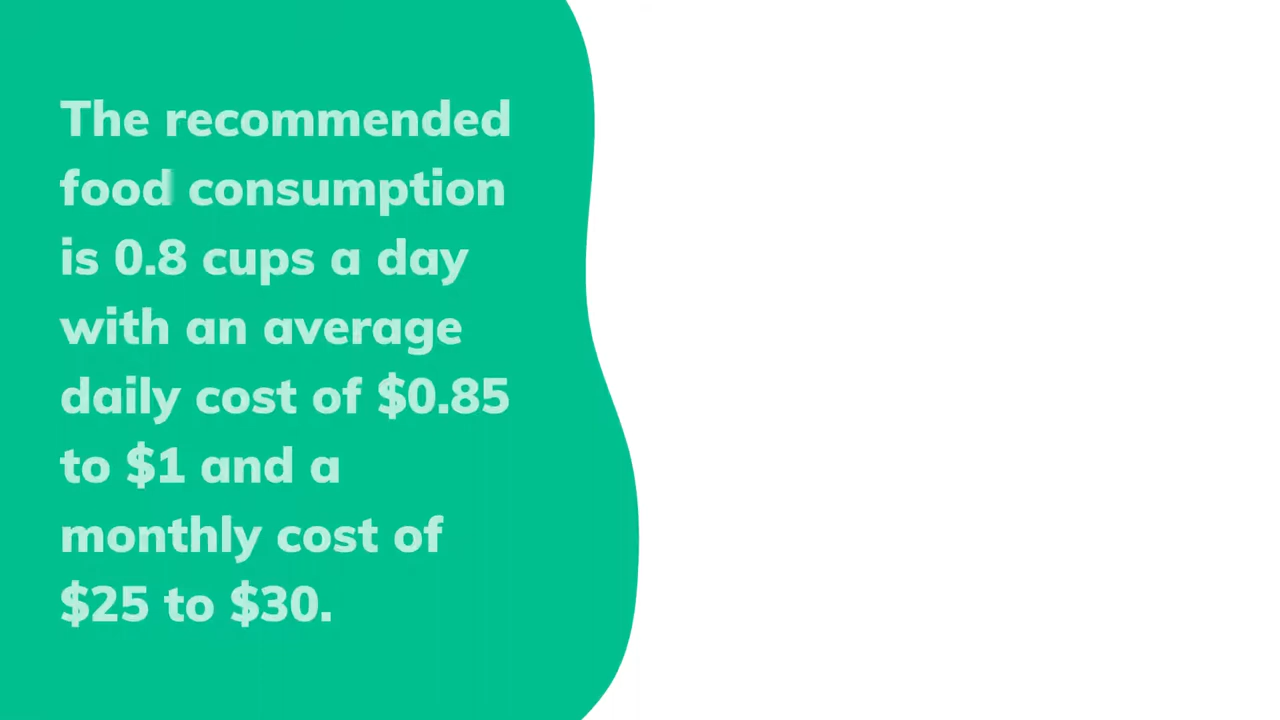 The recommended
food consumption
is 0.8 cups a day
with an average
daily cost of $0.85
to $1 and a
monthly cost of
$25 to $30.